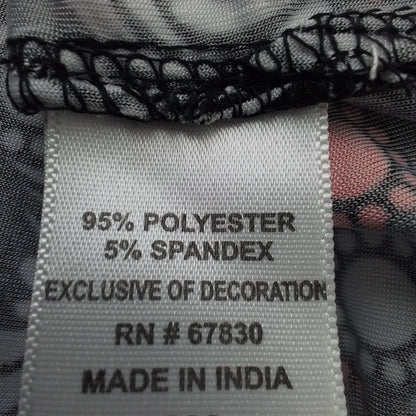 95% POLYESTER
5% SPANDEX
EXCLUSIVE OF DECORATION
RN # 67830
MADE IN INDIA